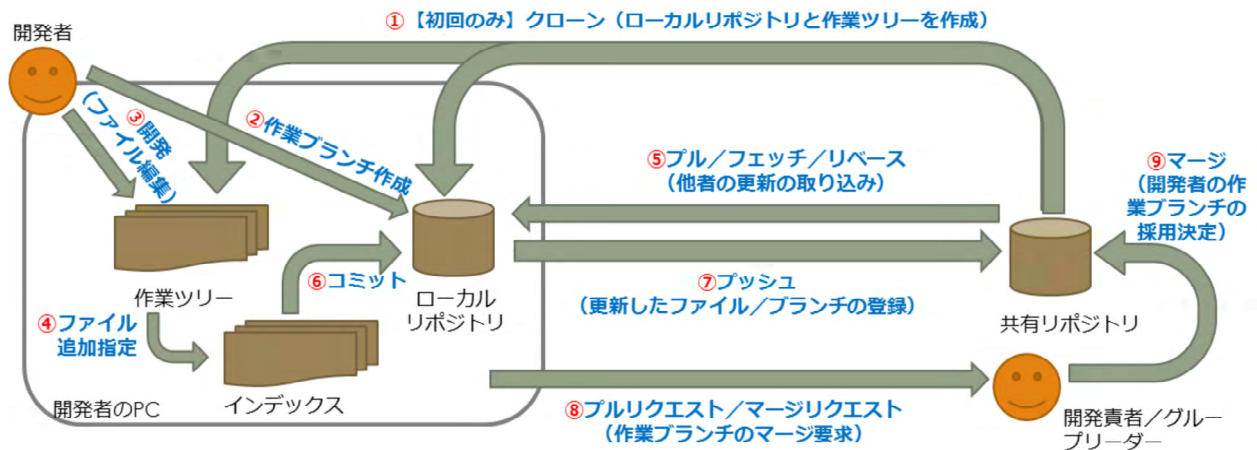 ①【初回のみ】クローン（ローカルリポジトリと作業ツリーを作成）
開発者
③開発
（ファイル編集）
②作業ブランチ作成
⑤プル／フェッチ／リベース
（他者の更新の取り込み）
⑨マージ
（開発者の作
業ブランチの
採用決定）
⑥コミット
⑦プッシュ
（更新したファイル／ブランチの登録）
作業ツリー
ローカル
リポジトリ
共有リポジトリ
④ファイル
追加指定
インデックス
開発者のPC
⑧プルリクエスト／マージリクエスト
（作業ブランチのマージ要求）
開発責者／グルー
プリーダー